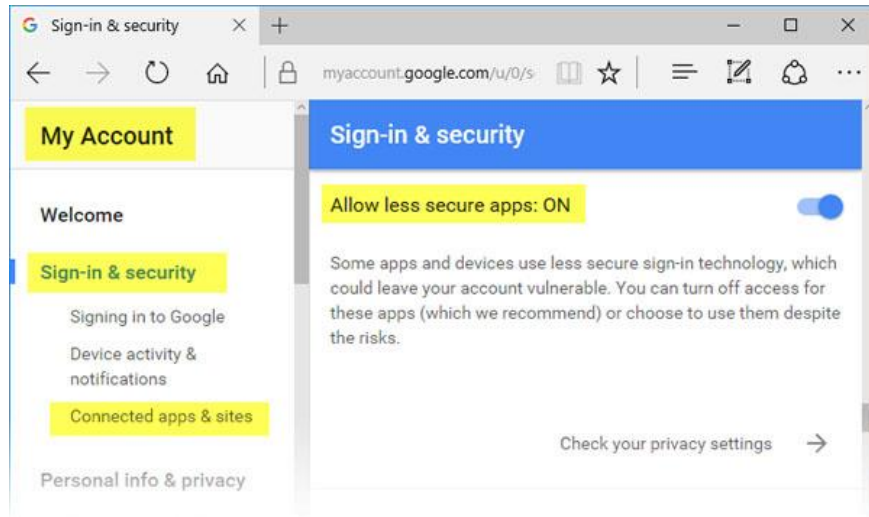 Sign-in & security
myaccount.google.com/u/0/s
My Account
Welcome
Sign-in & security
Signing in to Google
Device activity &
notifications
Connected apps & sites
Personal info & privacy
Sign-in & security
Allow less secure apps: ON
Some apps and devices use less secure sign-in technology, which
could leave your account vulnerable. You can turn off access for
these apps (which we recommend) or choose to use them despite
the risks.
Check your privacy settings